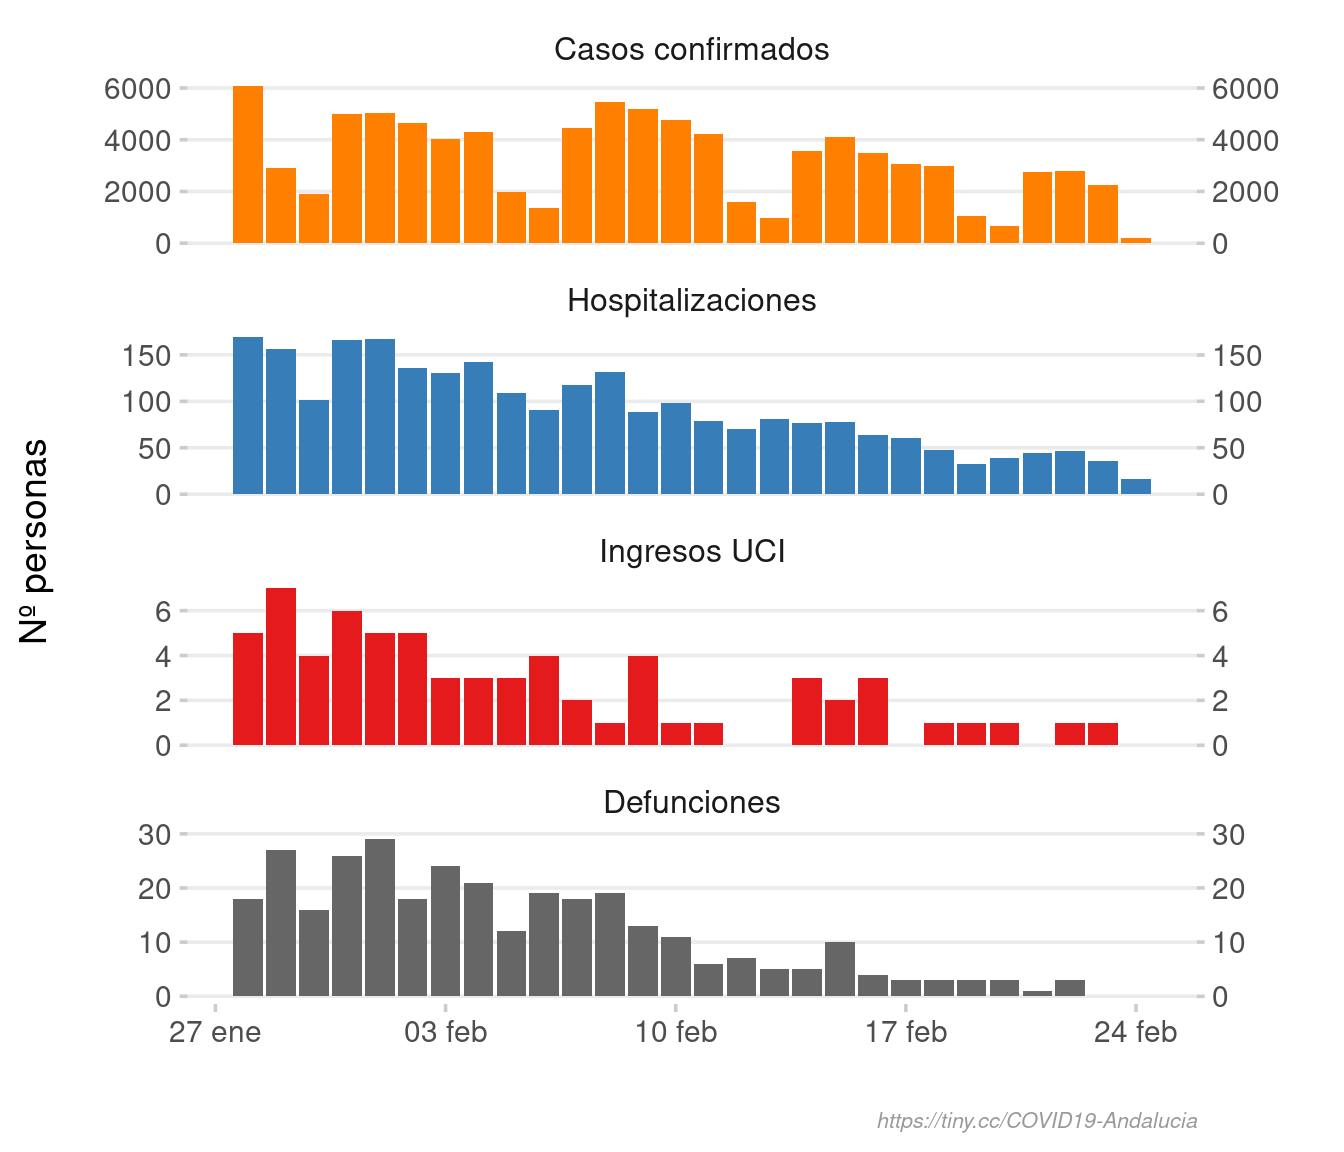 Casos confirmados
6000 6000
4000 4000
2000 2000
0 0
Hospitalizaciones
150 150
100 100
50 50
0 0
Nº personas
Ingresos UCI
6 6
4 4
2 2
0 0
Defunciones
30 30
20 20
10 10
0 0
27 ene 03 feb 10 feb 17 feb 24 feb
https://tiny.cc/COVID19-Andalucia